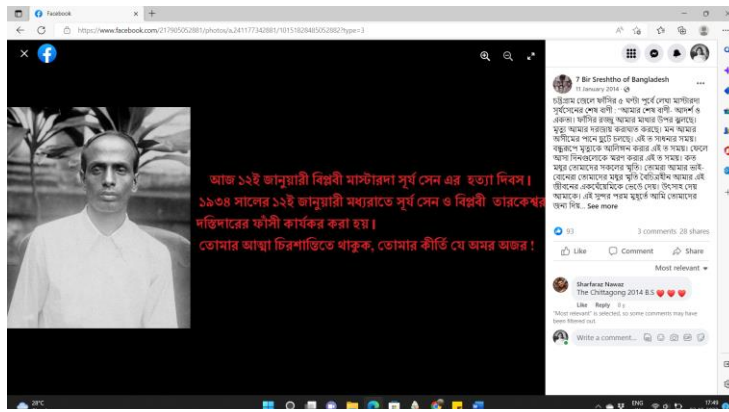 Facebook
https://www.facebook.com/217905052881/photos/a.241177342881/10151828485052882?type=3
7 Bir Sreshtho of Bangladesh
11 January 2014
চট্টগ্রাম জেলে ফাঁসির ৫ ঘণ্টা পূর্বে লেখা মাস্টারদা
সূর্যসেনের শেষ বাণী : "আমার শেষ বাণী- আদর্শ ও
একতা। ফাঁসির রজ্জু আমার মাথার উপর ঝুলছে।
মৃত্যু আমার দরজায় করাঘাত করছে। মন আমার
অসীমের পানে ছুটে চলছে। এই ত সাধনার সময়।
বন্ধুরূপে মৃত্যুকে আলিঙ্গন করার এই ত সময়। ফেলে
আসা দিনগুলোকে স্মরণ করার এই ত সময়। কত
মধুর তোমাদের সকলের স্মৃতি। তোমরা আমার ভাই-
বোনেরা তোমাদের মধুর স্মৃতি বৈচিত্রহীন আমার এই
জীবনের একঘেঁয়েমিকে ভেঙে দেয়। উৎসাহ দেয়
আমাকে। এই সুন্দর পরম মুহূর্তে আমি তোমাদের
জন্য দিয়... See more
আজ ১২ই জানুয়ারী বিপ্লবী মাস্টারদা সূর্য সেন এর হত্যা দিবস।
১৯৩৪ সালের ১২ই জানুয়ারী মধ্যরাতে সূর্য সেন ও বিপ্লবী তারকেশ্বর
দস্তিদারের ফাঁসী কার্যকর করা হয়।
তোমার আত্মা চিরশান্তিতে থাকুক, তোমার কীর্তি যে অমর অজর !
93
3 comments 28 shares
Like Comment Share
Most relevant
Sharfaraz Nawaz
The Chittagong 2014 B.S
Like Reply 8 y
"Most relevant" is selected, so some comments may have
been filtered out.
Write a comment...
28°C
ENG
17:49